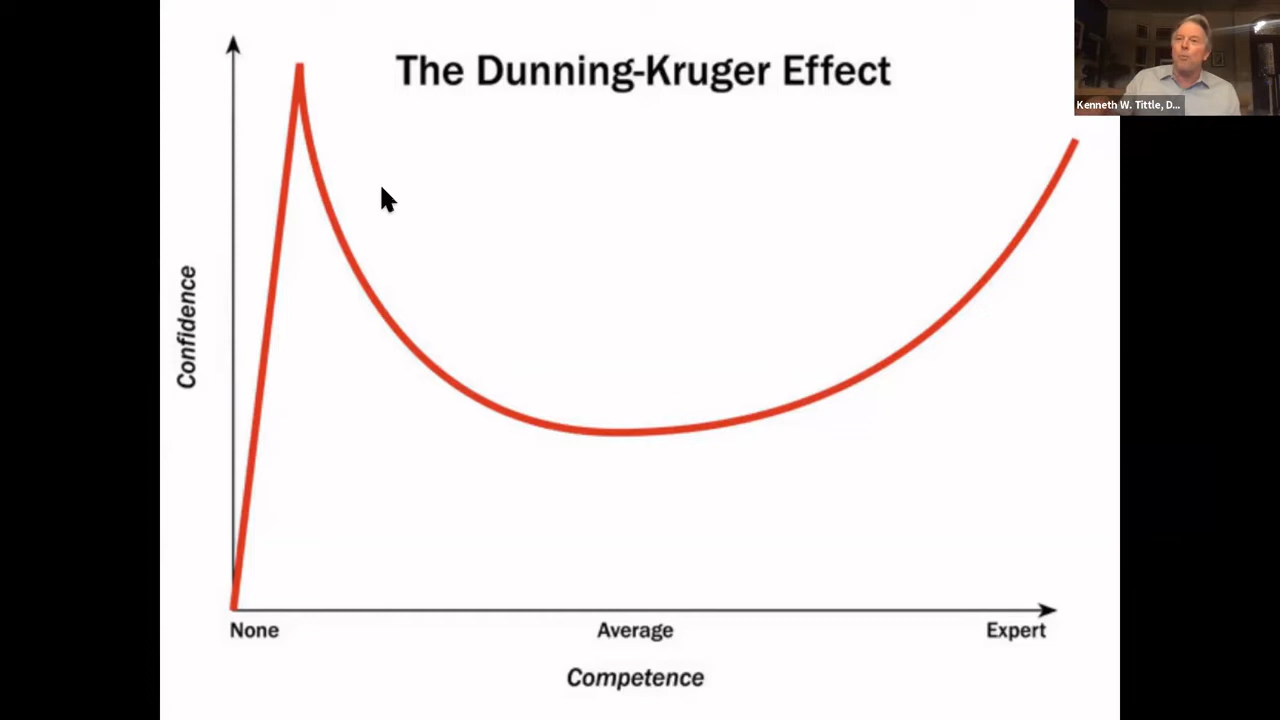 The Dunning-Kruger Effect
Kenneth W. Tittle, D...
Confidence
None
Average
Expert
Competence